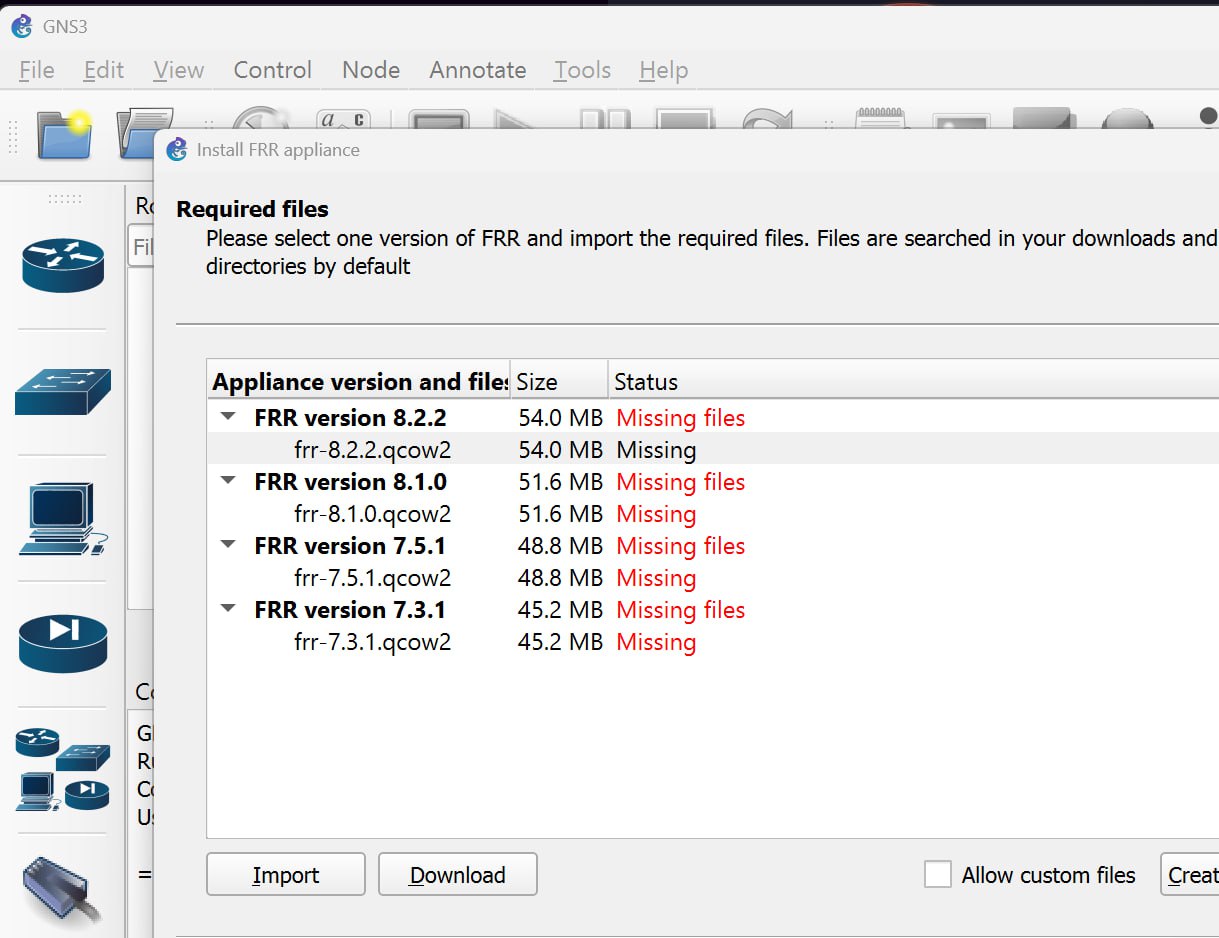 GNS3
File Edit View Control Node Annotate Tools Help
a c
Install FRR appliance
Required files
Please select one version of FRR and import the required files. Files are searched in your downloads and
directories by default
Appliance version and files Size Status
FRR version 8.2.2 54.0 MB Missing files
frr-8.2.2.qcow2 54.0 MB Missing
FRR version 8.1.0 51.6 MB Missing files
frr-8.1.0.qcow2 51.6 MB Missing
FRR version 7.5.1 48.8 MB Missing files
frr-7.5.1.qcow2 48.8 MB Missing
FRR version 7.3.1 45.2 MB Missing files
frr-7.3.1.qcow2 45.2 MB Missing
Import Download Allow custom files Creat